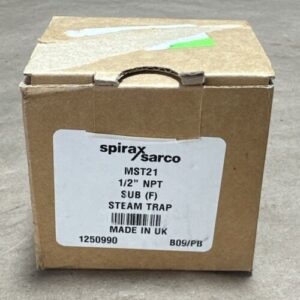 spirax/
sarco
MST21
1/2" NPT
SUB (F)
STEAM TRAP
MADE IN UK
1250990 B09/PB